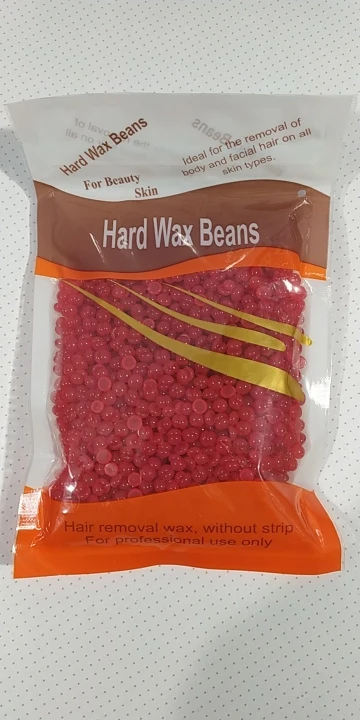 Hard Wax Beans
Ideal for the removal of
body and facial hair on all
skin types.
For Beauty
Skin
Hard Wax Beans
Hair removal wax, without strip
For professional use only